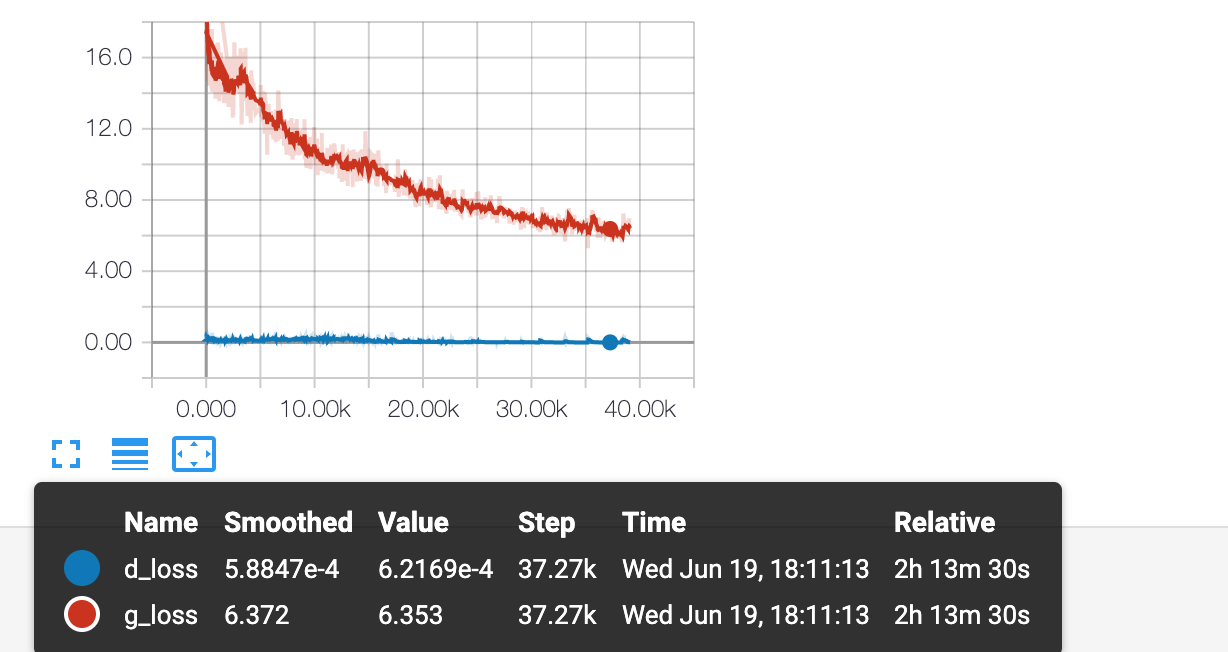 16.0
12.0
8.00
4.00
0.00
0.000 10.00k 20.00k 30.00k 40.00k
Name Smoothed Value Step Time Relative
d_loss 5.8847e-4 6.2169e-4 37.27k Wed Jun 19, 18:11:13 2h 13m 30s
g_loss 6.372 6.353 37.27k Wed Jun 19, 18:11:13 2h 13m 30s